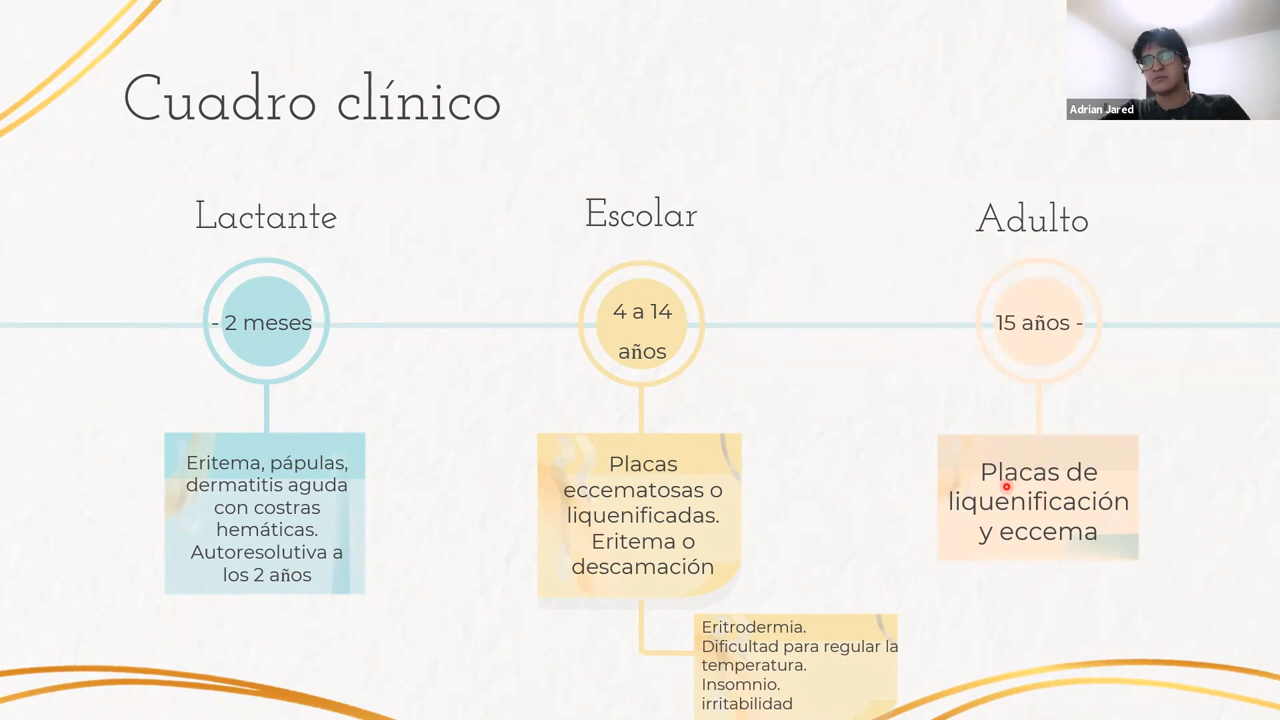 Cuadro clínico
Adrian Jared
Lactante
- 2 meses
Eritema, pápulas,
dermatitis aguda
con costras
hemáticas.
Autoresolutiva a
los 2 años
Escolar
4 a 14
años
Placas
eccematosas o
liquenificadas.
Eritema o
descamación
Eritrodermia.
Dificultad para regular la
temperatura.
Insomnio.
irritabilidad
Adulto
15 años -
Placas de
liquenificación
y eccema